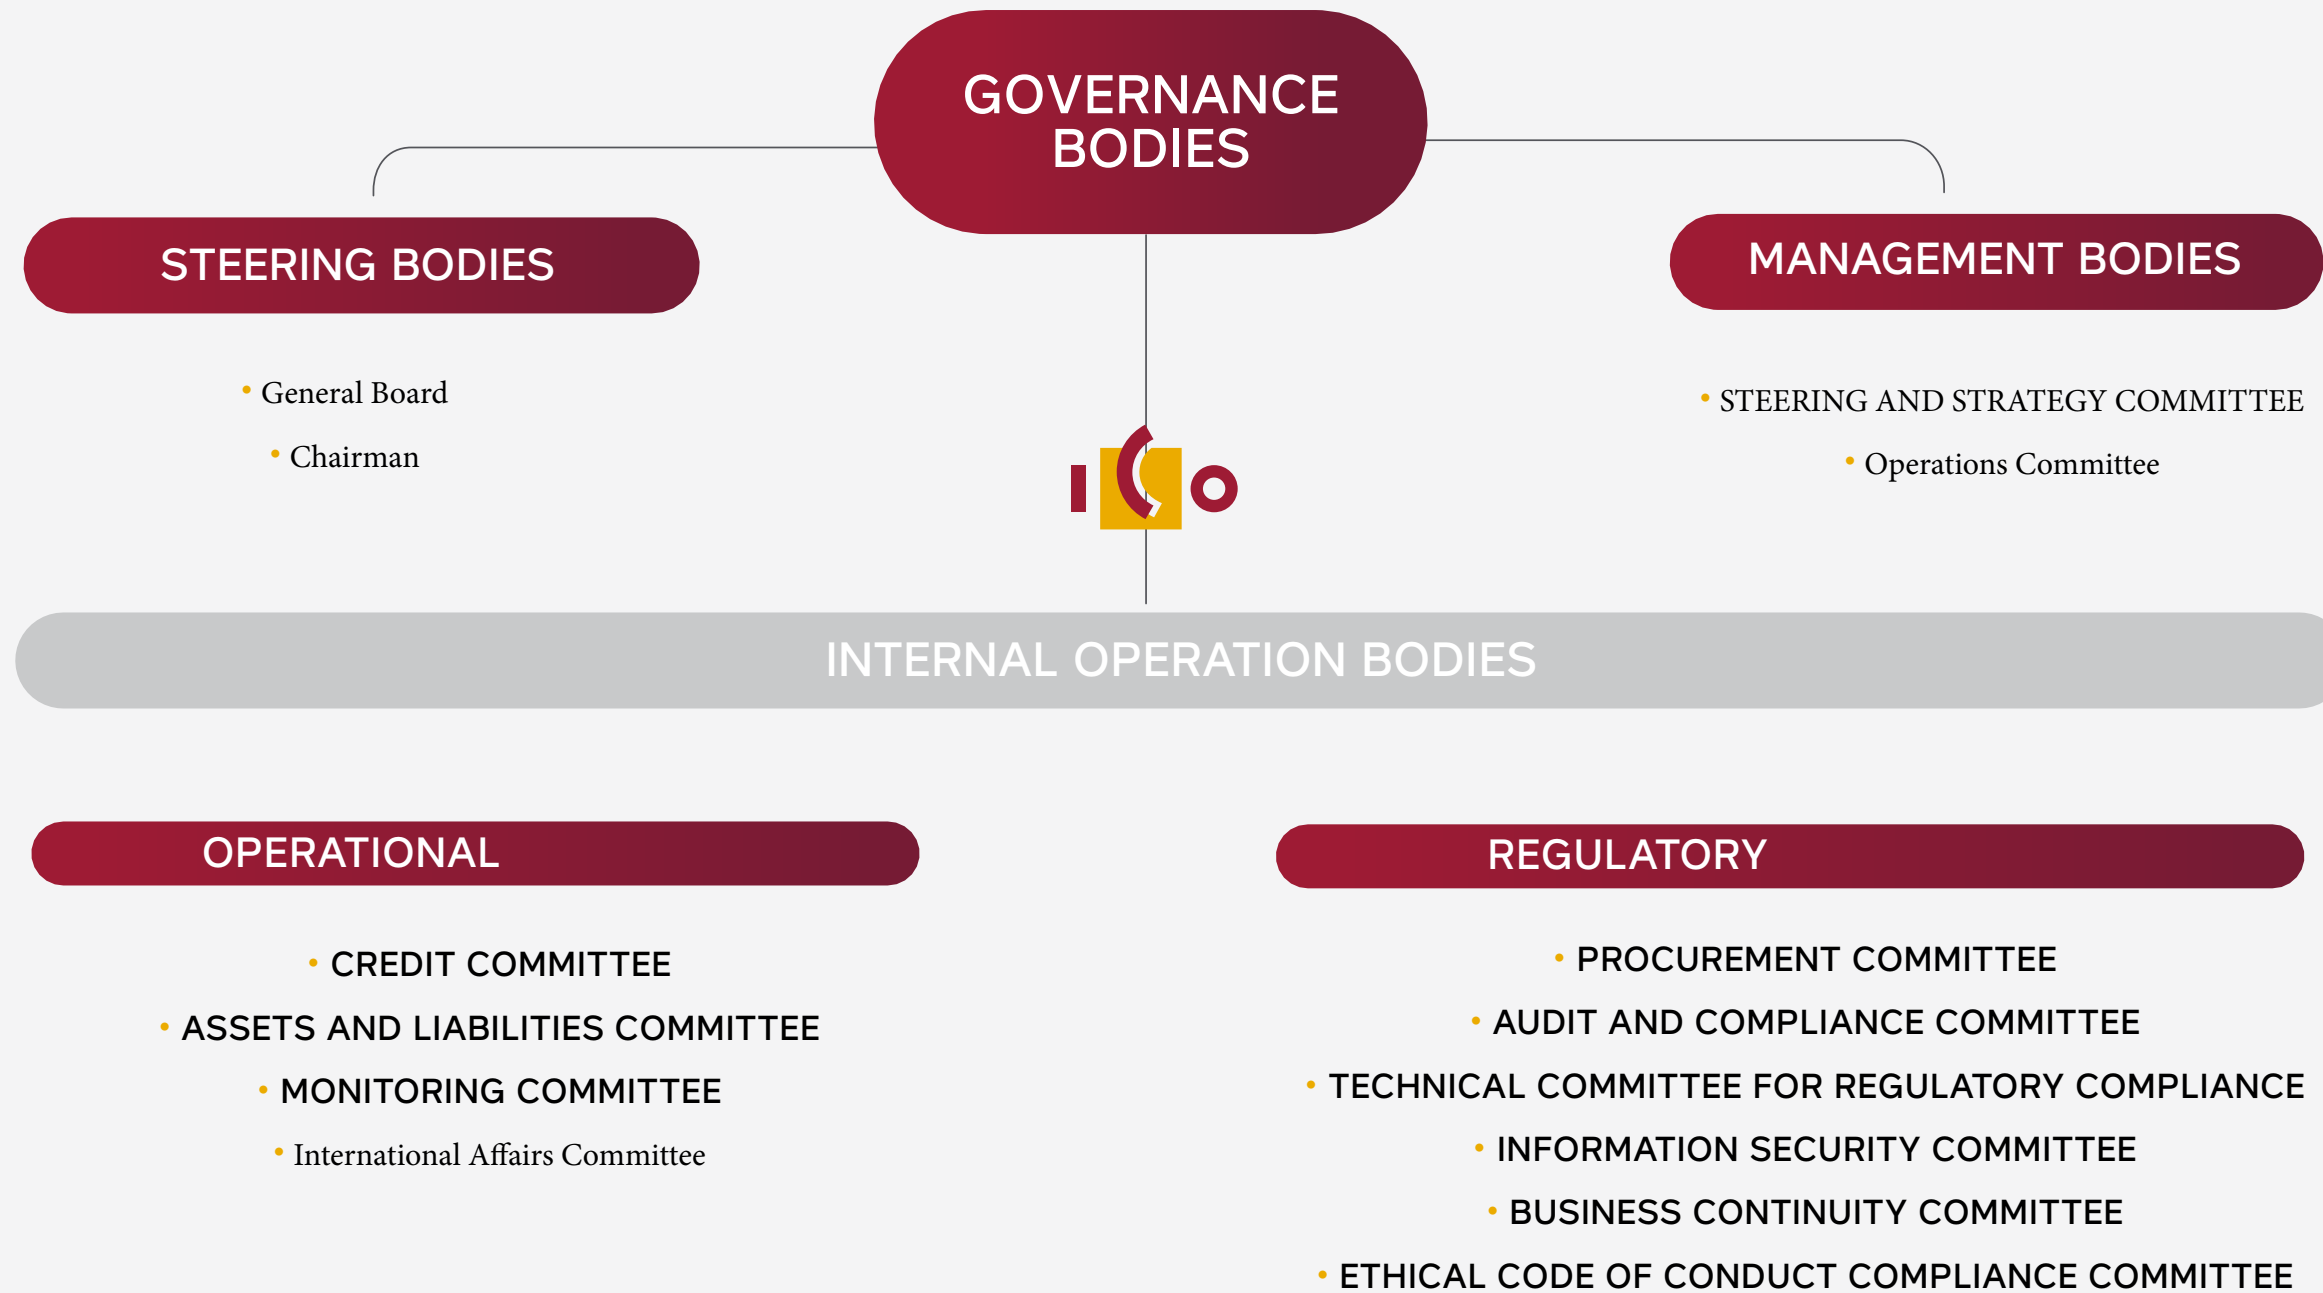 GOVERNANCE
BODIES
STEERING BODIES
MANAGEMENT BODIES
• General Board
• Chairman
• STEERING AND STRATEGY COMMITTEE
• Operations Committee
ICO
INTERNAL OPERATION BODIES
OPERATIONAL
• CREDIT COMMITTEE
• ASSETS AND LIABILITIES COMMITTEE
• MONITORING COMMITTEE
• International Affairs Committee
REGULATORY
• PROCUREMENT COMMITTEE
• AUDIT AND COMPLIANCE COMMITTEE
• TECHNICAL COMMITTEE FOR REGULATORY COMPLIANCE
• INFORMATION SECURITY COMMITTEE
• BUSINESS CONTINUITY COMMITTEE
• ETHICAL CODE OF CONDUCT COMPLIANCE COMMITTEE